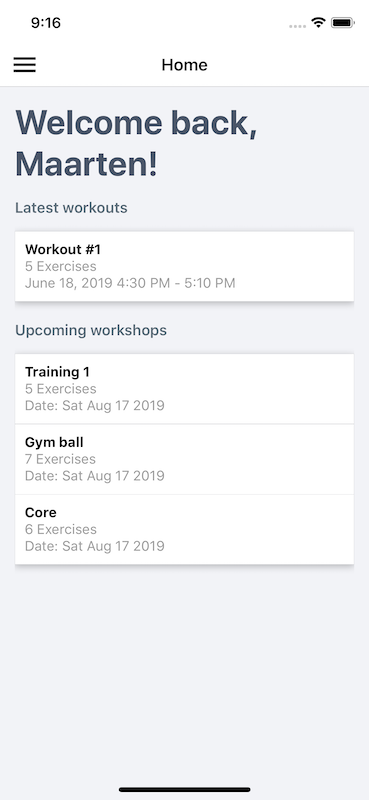 9:16
Home
Welcome back,
Maarten!
Latest workouts
Workout #1
5 Exercises
June 18, 2019 4:30 PM - 5:10 PM
Upcoming workshops
Training 1
5 Exercises
Date: Sat Aug 17 2019
Gym ball
7 Exercises
Date: Sat Aug 17 2019
Core
6 Exercises
Date: Sat Aug 17 2019